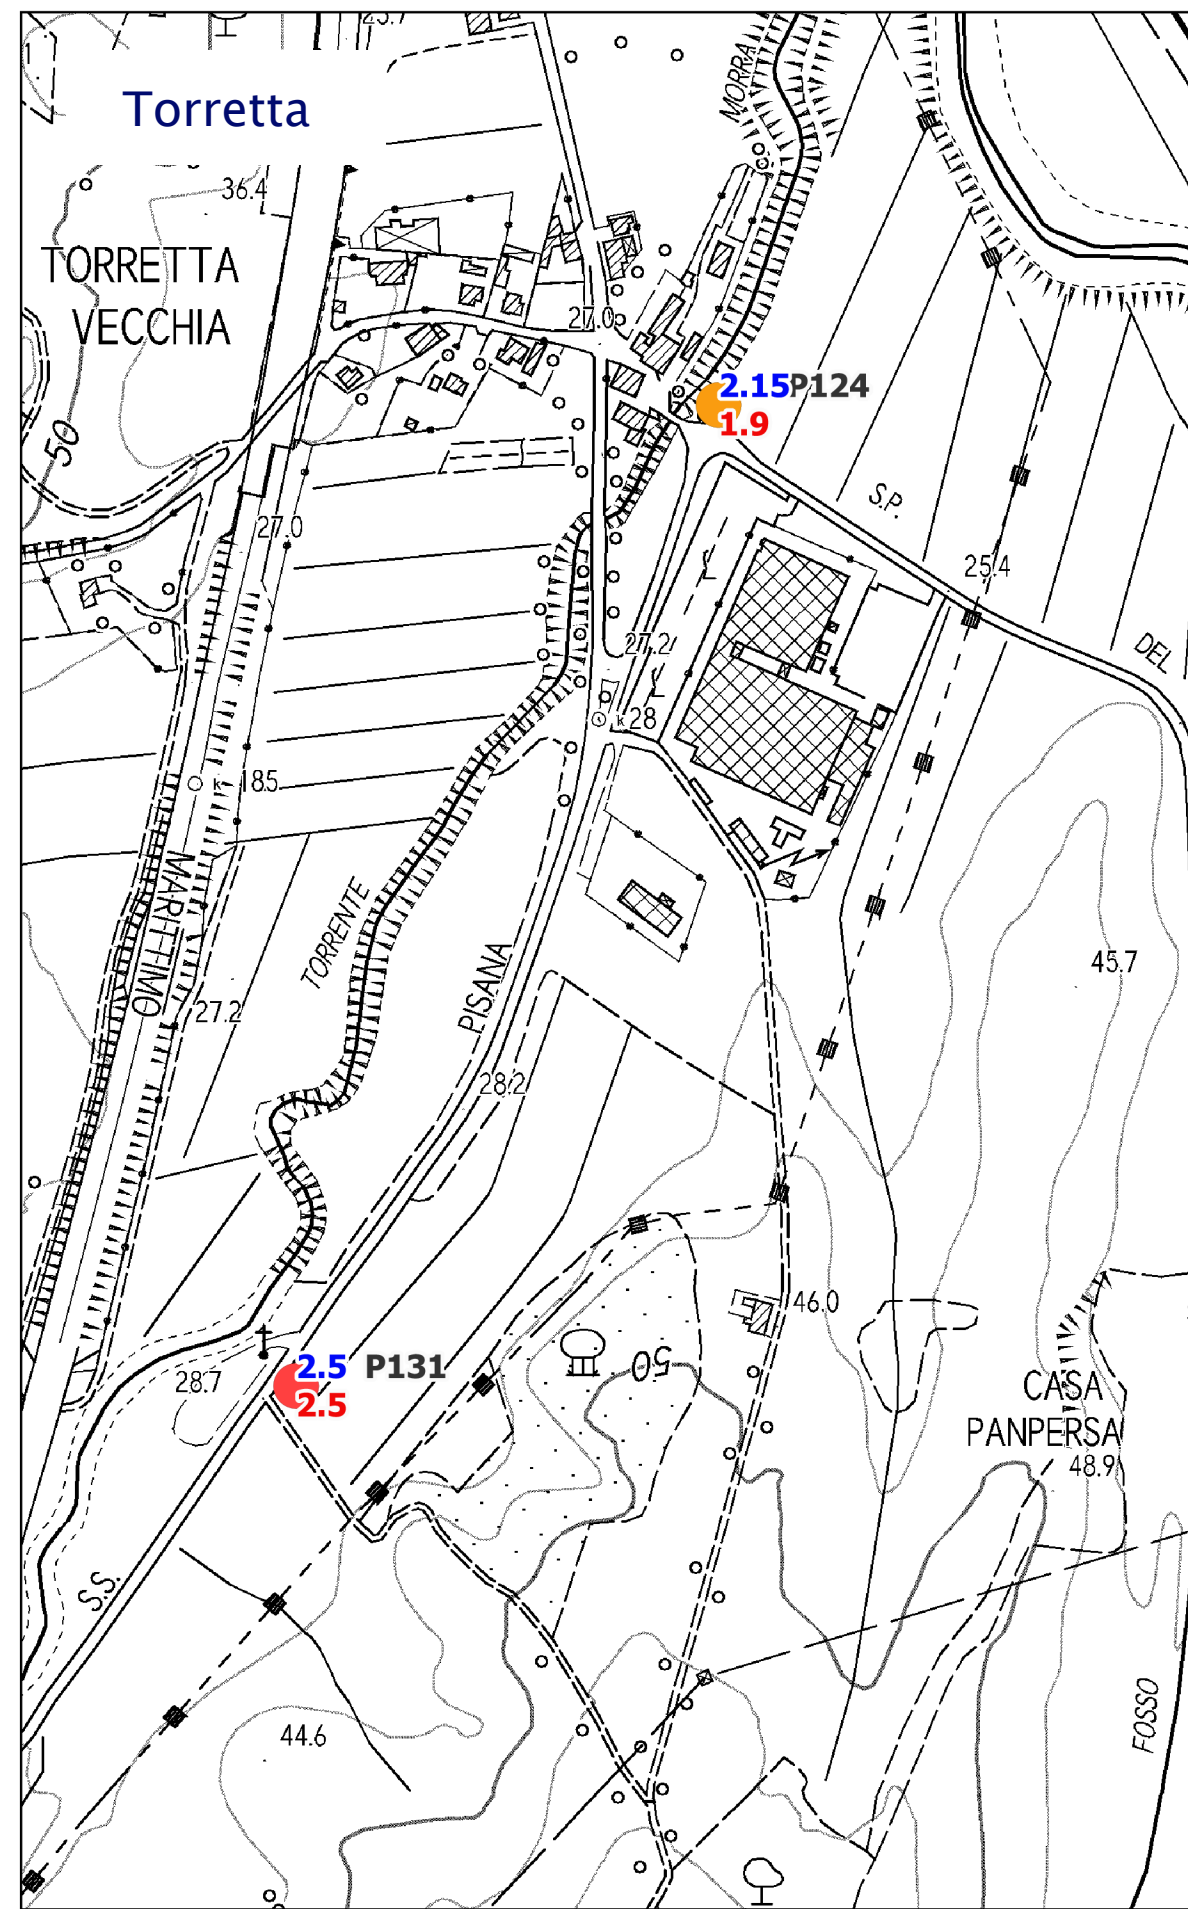 Torretta
MORRA
36.4
TORRETTA
VECCHIA
27.0
2.15 P124
1.9
50
S.P.
27.0
25.4
DEL
27.2
k 28
k 185
MARITTIMO
TORRENTE
PISANA
45.7
27.2
28.2
46.0
2.5 P131
2.5
28.7
50
CASA
PANPERSA
48.9
S.S.
FOSSO
44.6